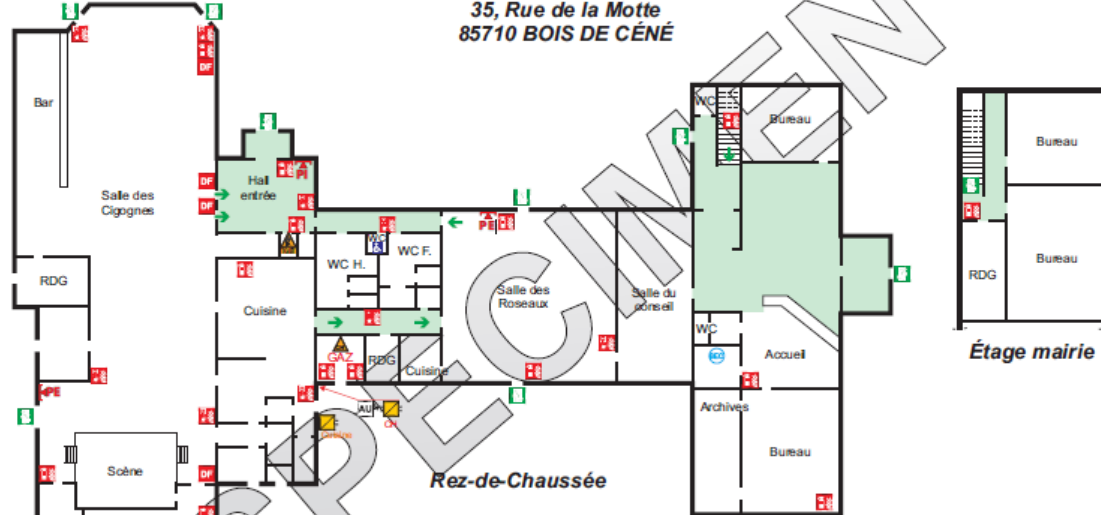 35, Rue de la Motte
85710 BOIS DE CÉNÉ
SPECIMEN
Bar
DF
Salle des
Cigognes
DF
DF
Hall
entrée
PI
RDG
Cuisine
WC
WC H.
WC F.
PE
Salle des
Roseaux
Salle du
conseil
WC
Bureau
WC
Accueil
Archives
Bureau
GAZ
RDG
Cuisine
AU
CH
PE
Scène
DF
Rez-de-Chaussée
Bureau
Bureau
RDG
Étage mairie